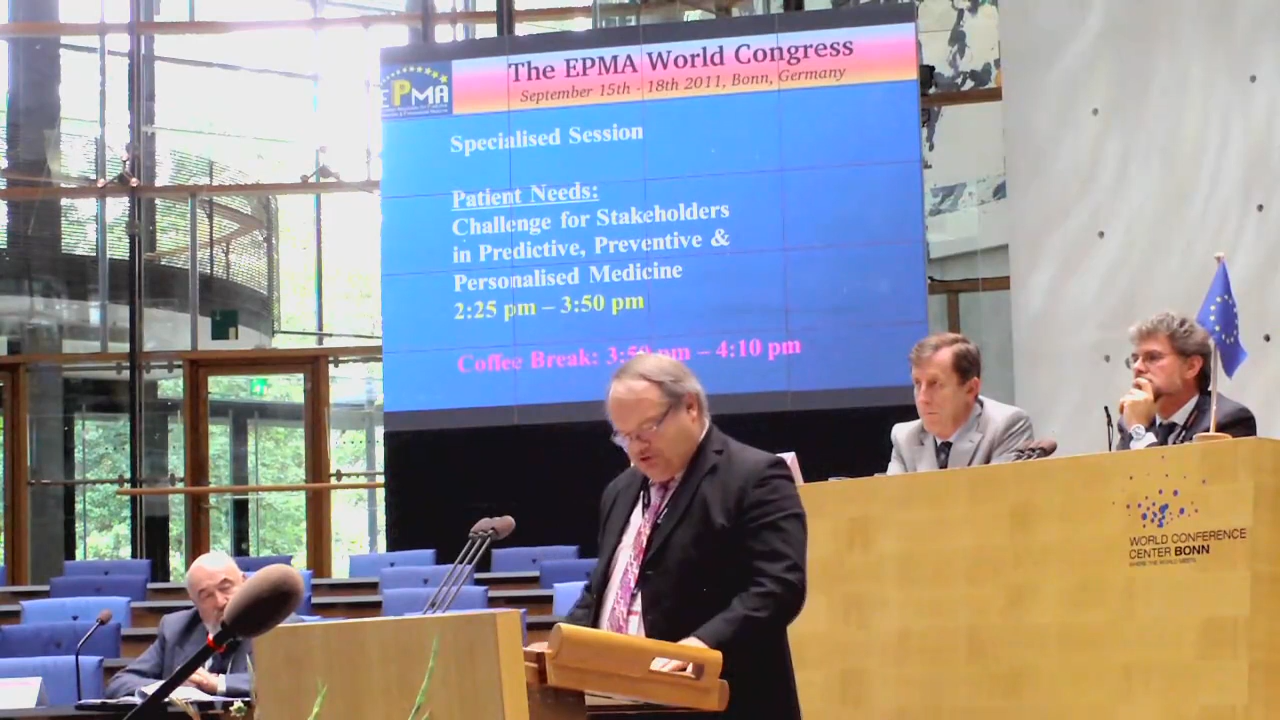 The EPMA World Congress
September 15th - 18th 2011, Bonn, Germany
EPMA
Specialised Session
Patient Needs:
Challenge for Stakeholders
in Predictive, Preventive &
Personalised Medicine
2:25 pm – 3:50 pm
Coffee Break: 3:50 pm – 4:10 pm
WORLD CONFERENCE
CENTER BONN
WHERE THE WORLD MEETS